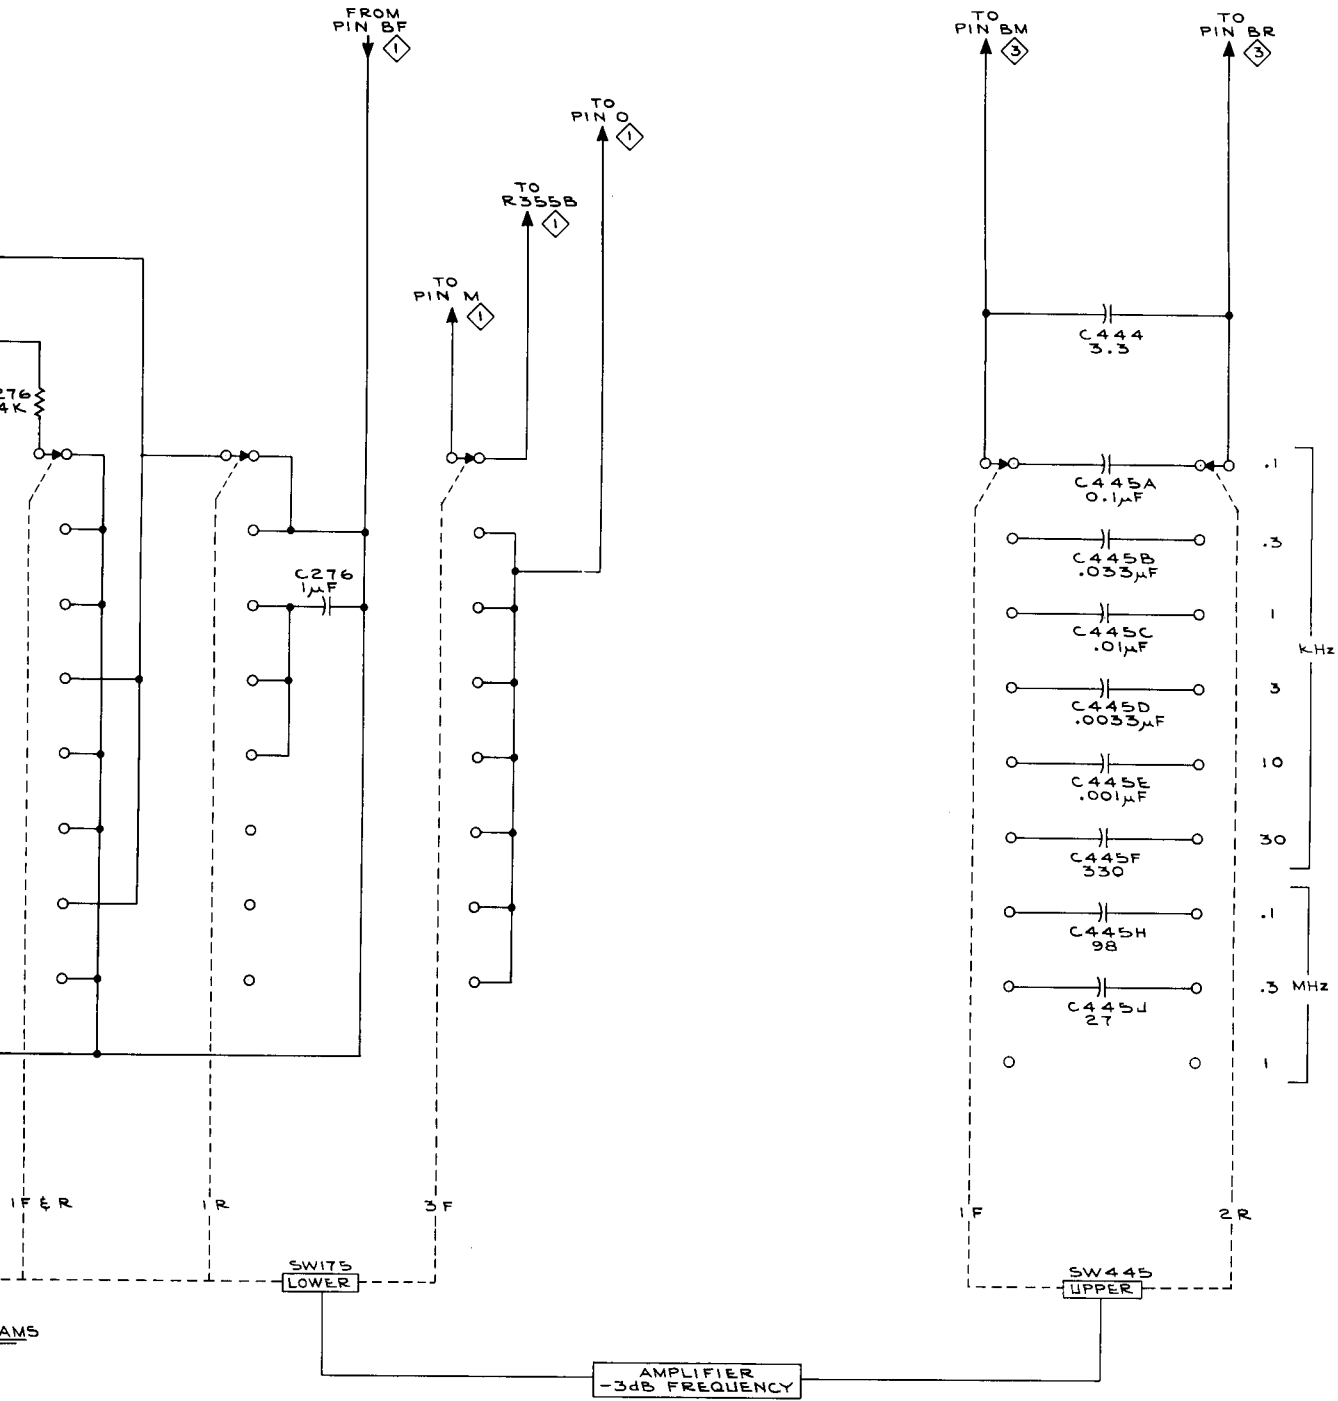 FROM
PIN BF
1
TO
PIN BM
3
TO
PIN BR
3
TO
PIN O
1
TO
R355B
1
TO
PIN M
1
C444
3.3
276
4K
C445A
0.1µF
.1
C445B
.033µF
.3
C276
1µF
C445C
.01µF
1
KHz
C445D
.0033µF
3
C445E
.001µF
10
C445F
330
30
C445H
98
.1
C445J
27
.3
MHz
1
1F & R
1R
3F
1F
2R
SW175
LOWER
SW445
UPPER
AMS
AMPLIFIER
-3dB FREQUENCY